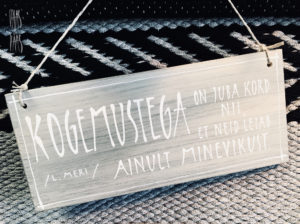 KOGEMUSTEGA
ON JUBA KORD
NII
ET NEID LEIAB
/L. MERI/ AINULT MINEVIKUST